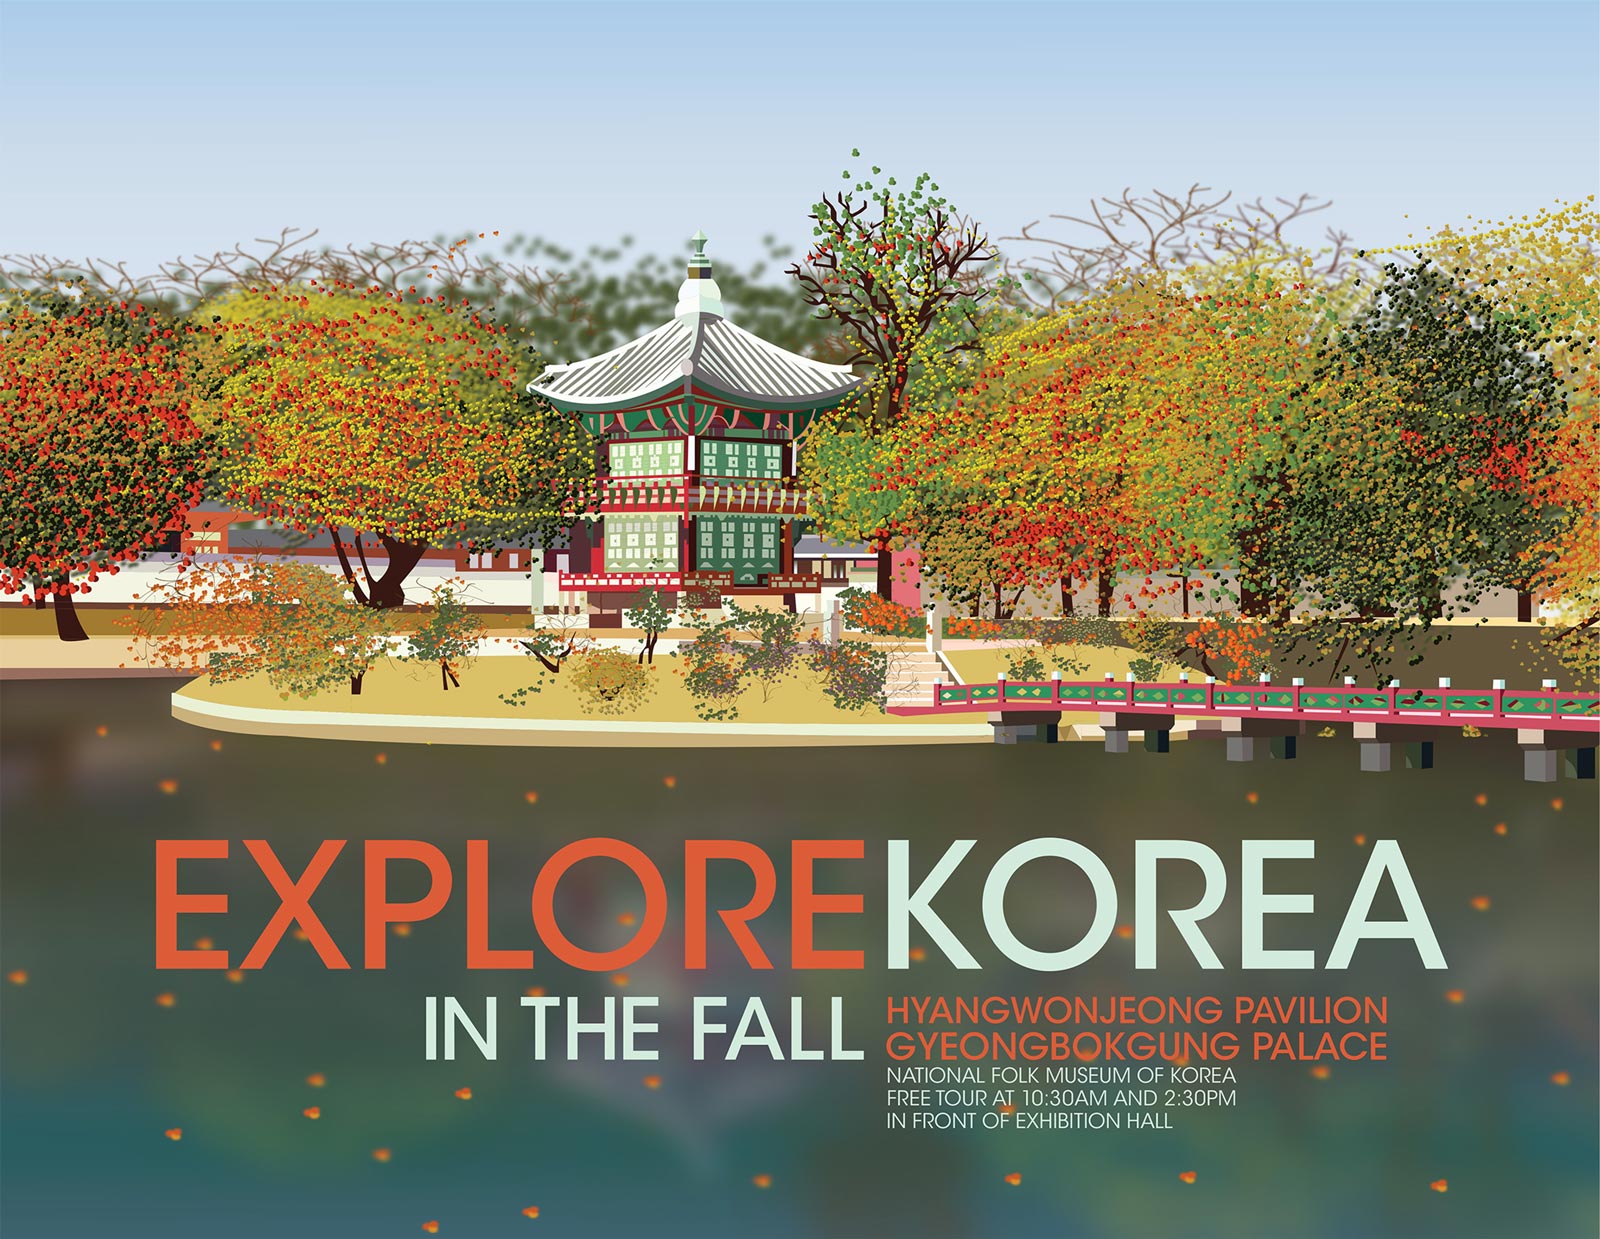 EXPLOREKOREA
IN THE FALL
HYANGWONJEONG PAVILION
GYEONGBOKGUNG PALACE
NATIONAL FOLK MUSEUM OF KOREA
FREE TOUR AT 10:30AM AND 2:30PM
IN FRONT OF EXHIBITION HALL